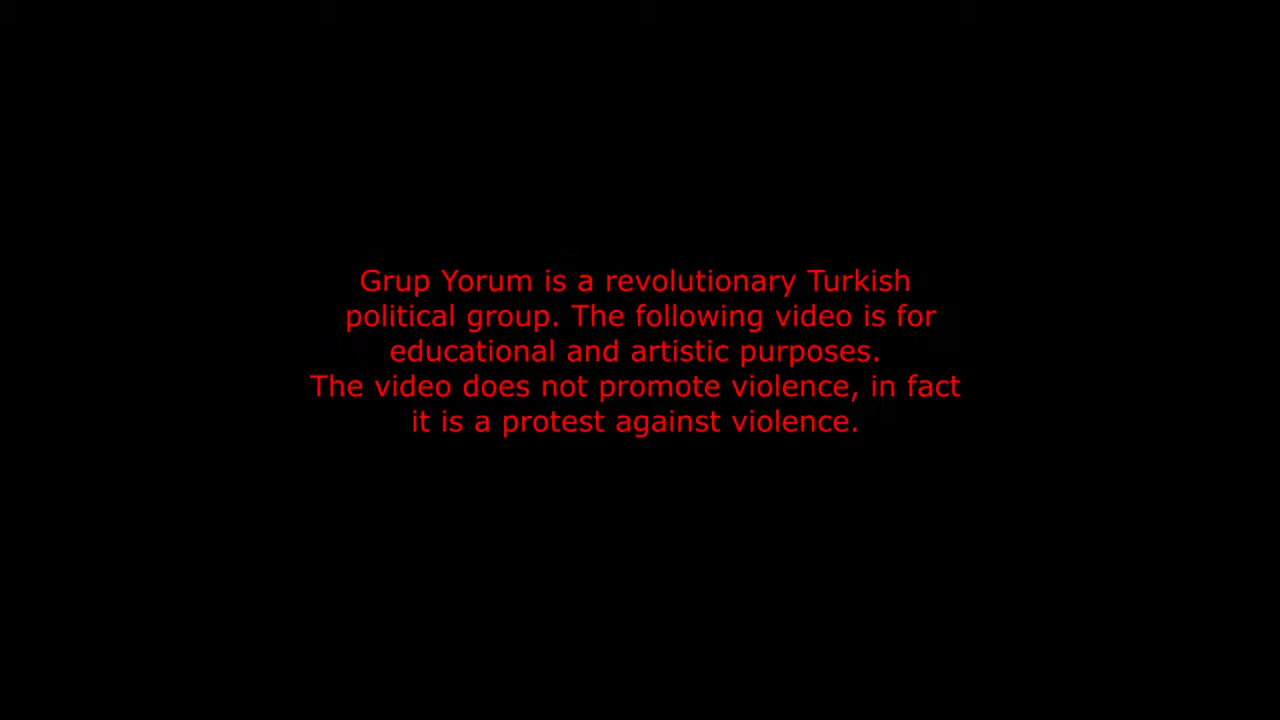 Grup Yorum is a revolutionary Turkish
political group. The following video is for
educational and artistic purposes.
The video does not promote violence, in fact
it is a protest against violence.